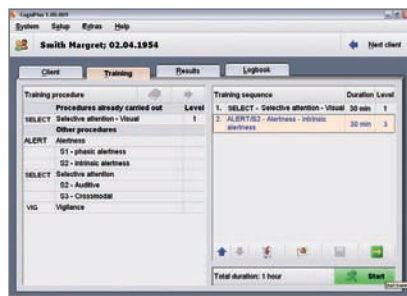 CogniPlus 1.00.001
System Setup Extras Help
Smith Margret; 02.04.1954
Next client
Client Training Results Logbook
Training procedure
Procedures already carried out Level
SELECT Selective attention - Visual 1
Other procedures
ALERT Alertness
S1 - phasic alertness
S2 - intrinsic alertness
SELECT Selective attention
S2 - Auditive
S3 - Crossmodal
VIG Vigilance
Training sequence Duration Level
1. SELECT - Selective attention - Visual 30 min 1
2. ALERT/S2 - Alertness - intrinsic alertness 30 min 3
Total duration: 1 hour
Start